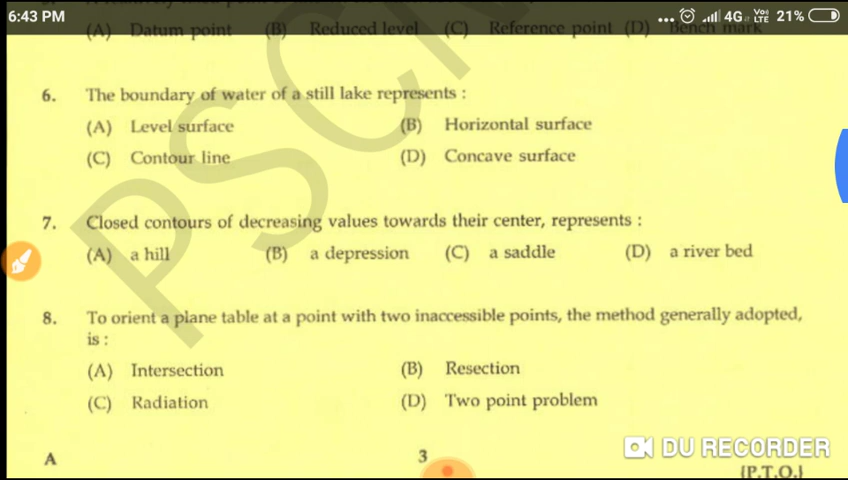 6:43 PM ... 4G VoLTE 21%
(A) Datum point (B) Reduced level (C) Reference point (D) Bench mark
6. The boundary of water of a still lake represents :
(A) Level surface (B) Horizontal surface
(C) Contour line (D) Concave surface
7. Closed contours of decreasing values towards their center, represents :
(A) a hill (B) a depression (C) a saddle (D) a river bed
8. To orient a plane table at a point with two inaccessible points, the method generally adopted,
is :
(A) Intersection (B) Resection
(C) Radiation (D) Two point problem
A 3
DU RECORDER
{P.T.O.}